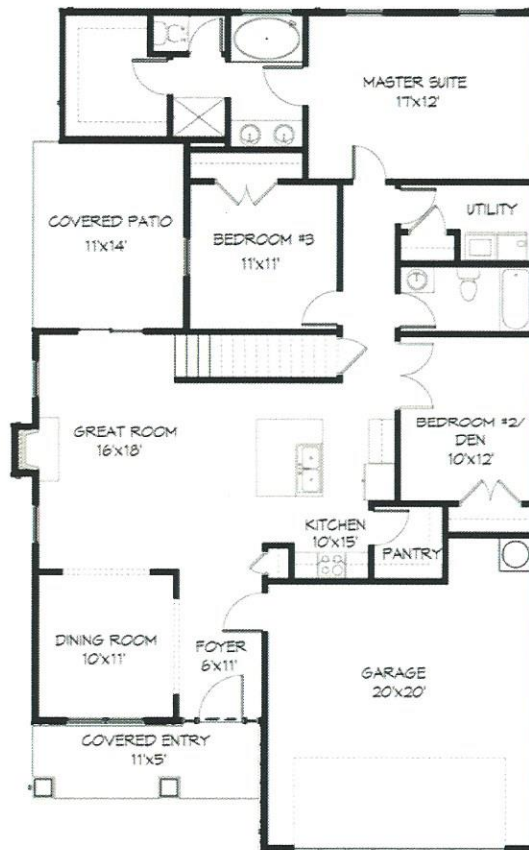 MASTER SUITE
17'x12'
COVERED PATIO
11'x14'
BEDROOM #3
11'x11'
UTILITY
GREAT ROOM
16'x18'
BEDROOM #2/
DEN
10'x12'
KITCHEN
10'x15'
PANTRY
DINING ROOM
10'x11'
FOYER
6'x11'
GARAGE
20'x20'
COVERED ENTRY
11'x5'